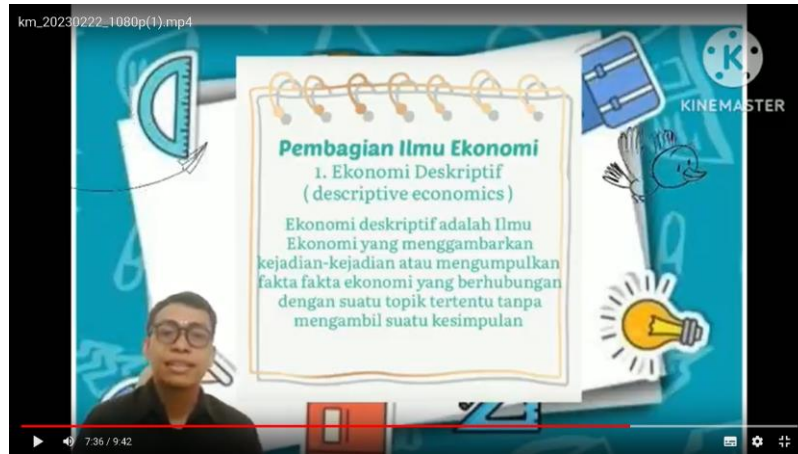 km_20230222_1080p(1).mp4
KINEMASTER
Pembagian Ilmu Ekonomi
1. Ekonomi Deskriptif
( descriptive economics )
Ekonomi deskriptif adalah Ilmu
Ekonomi yang menggambarkan
kejadian-kejadian atau mengumpulkan
fakta fakta ekonomi yang berhubungan
dengan suatu topik tertentu tanpa
mengambil suatu kesimpulan
7:36 / 9:42